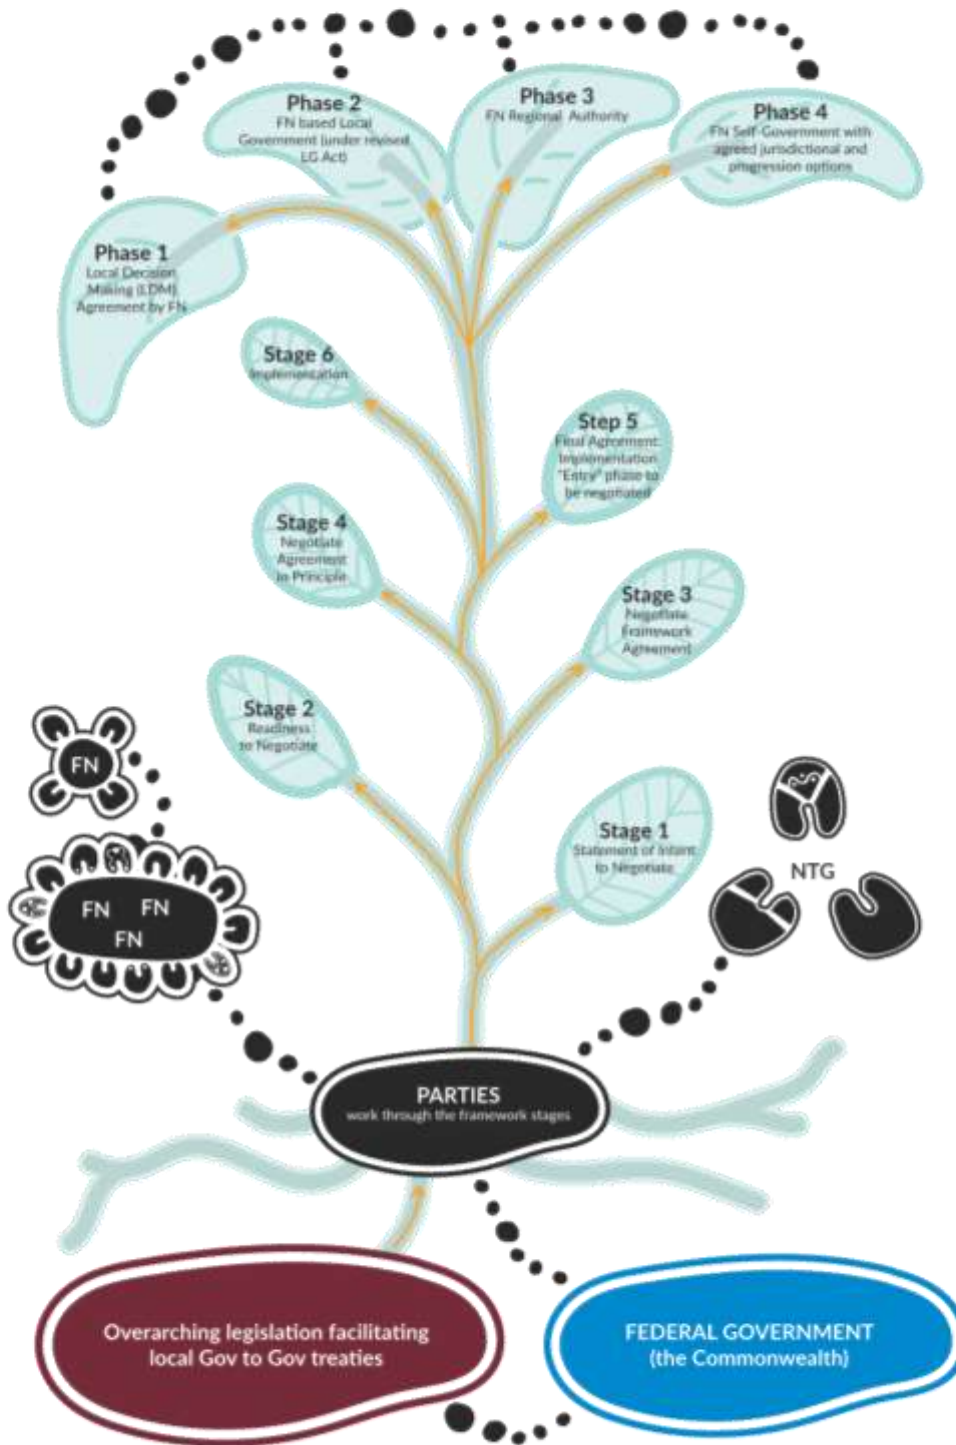 Phase 2
FN based Local
Government (under revised
LG Act)
Phase 3
FN Regional Authority
Phase 4
FN Self-Government with
agreed jurisdictional and
progression options
Phase 1
Local Decision
Making (LDM)
Agreement by FN
Stage 6
Implementation
Step 5
Final Agreement:
Implementation
"Entry" phase to
be negotiated
Stage 4
Negotiate
Agreement
in Principle
Stage 3
Negotiate
Framework
Agreement
Stage 2
Readiness
to Negotiate
FN
Stage 1
Statement of Intent
to Negotiate
NTG
FN FN
FN
PARTIES
work through the framework stages
Overarching legislation facilitating
local Gov to Gov treaties
FEDERAL GOVERNMENT
(the Commonwealth)